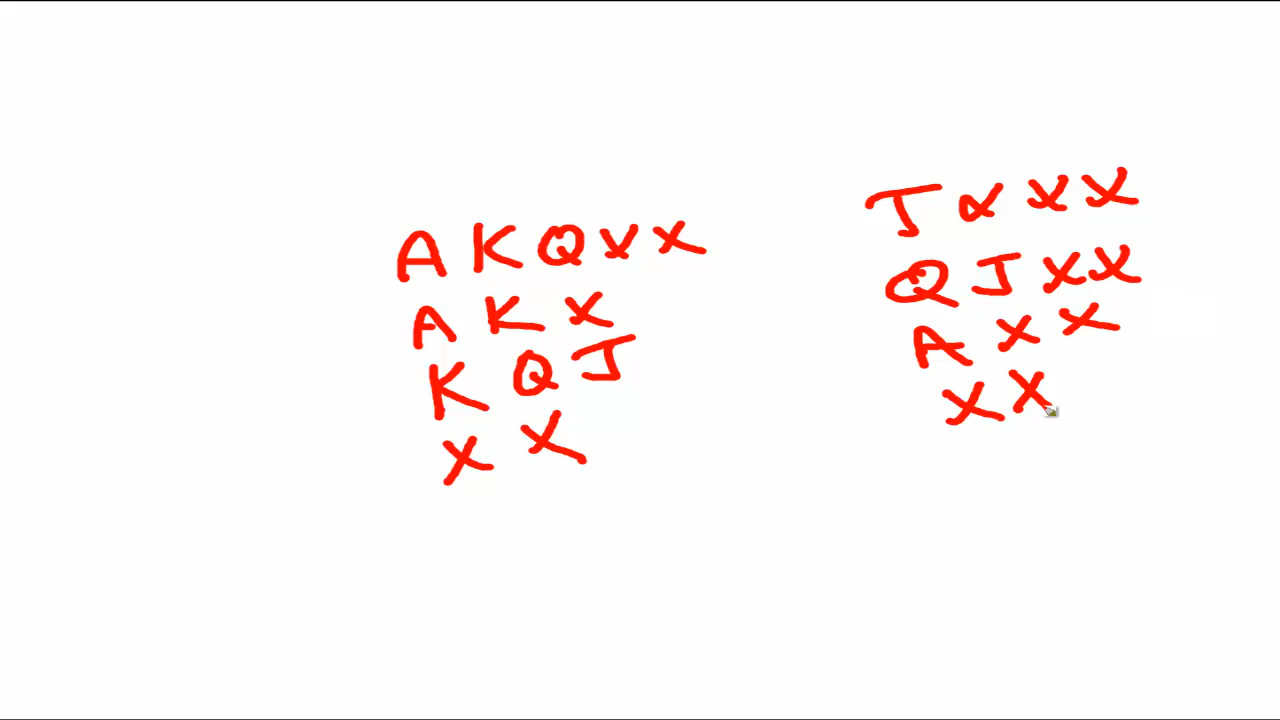 A K Q x x
A K x
K Q J
x x
J x x x
Q J x x
A x x
x x